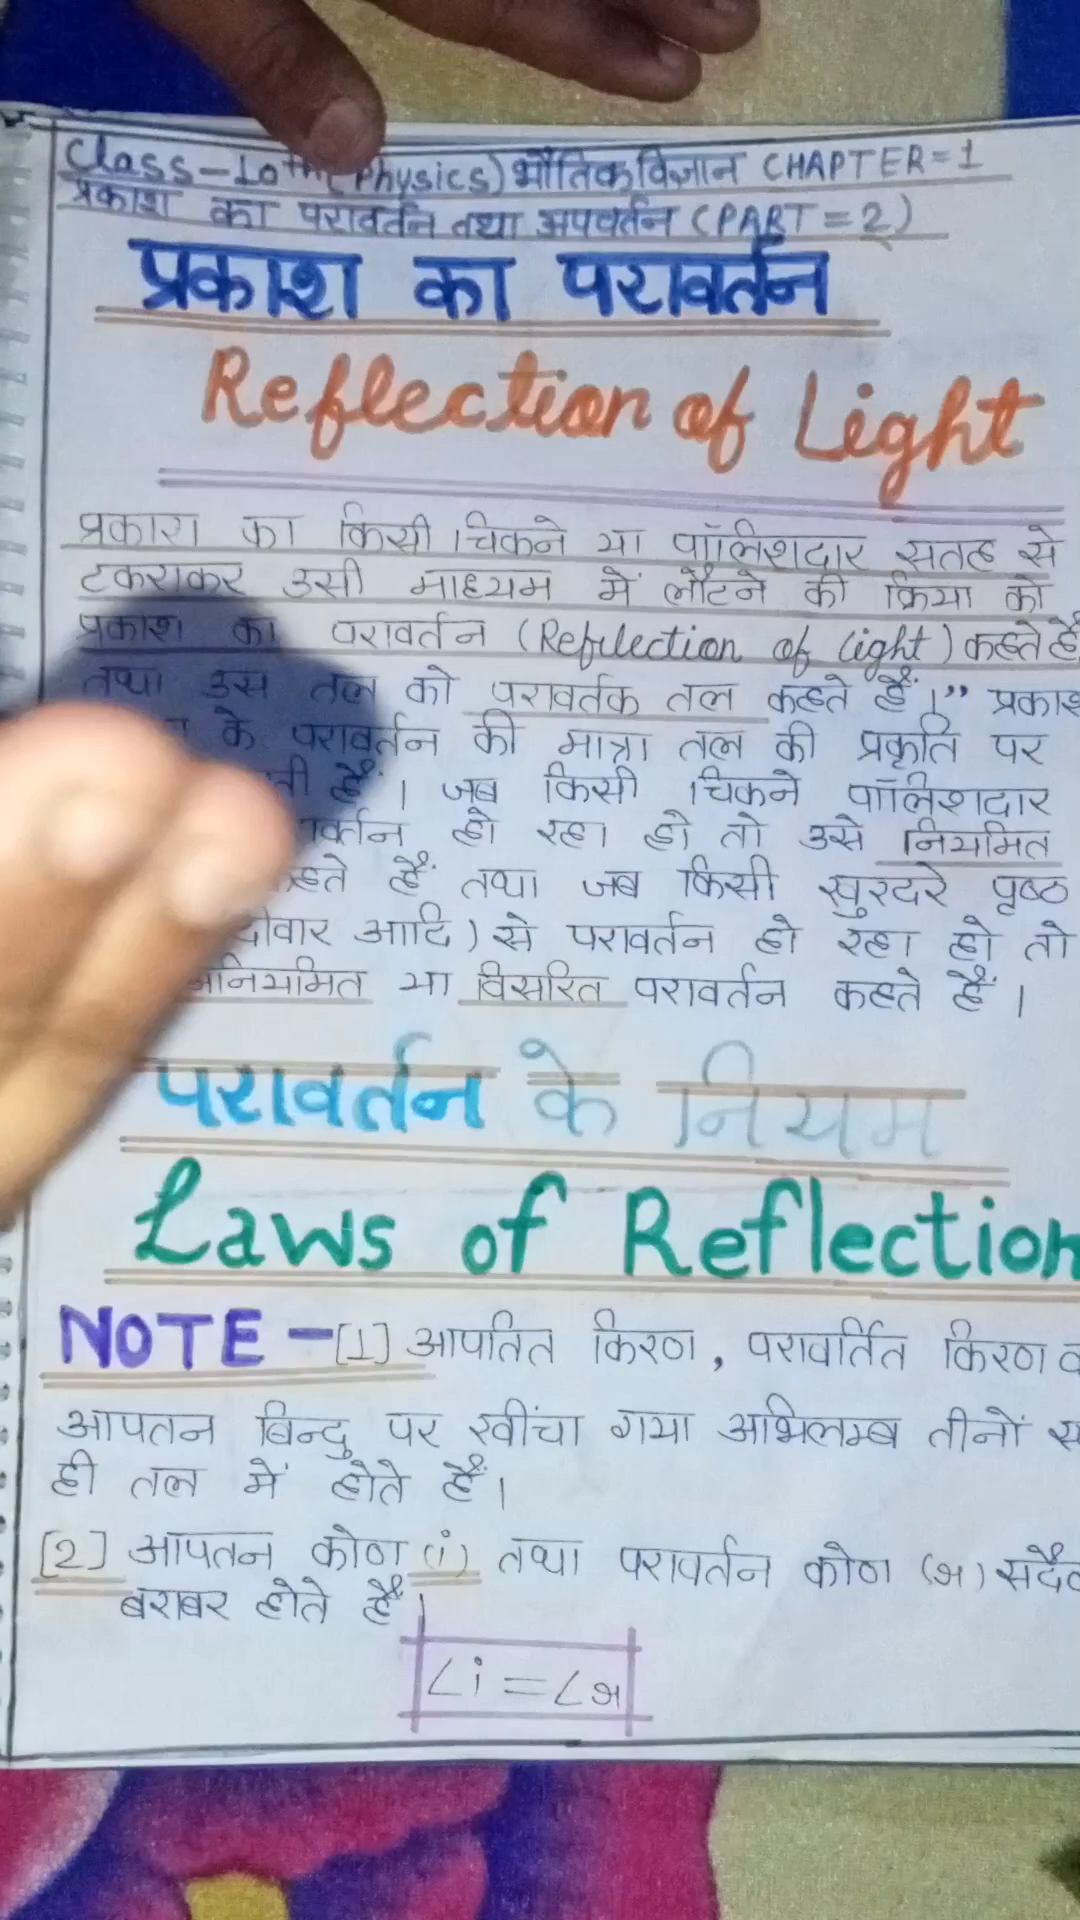 Class-10th (Physics) भौतिक विज्ञान CHAPTER=1
प्रकाश का परावर्तन तथा अपवर्तन (PART=2)
प्रकाश का परावर्तन
Reflection of Light
प्रकाश का किसी चिकने या पॉलिशदार सतह से
टकराकर उसी माध्यम में लौटने की क्रिया को
प्रकाश का परावर्तन (Refilection of light) कहते हैं
तथा उस तल को परावर्तक तल कहते हैं।” प्रकाश
के परावर्तन की मात्रा तल की प्रकृति पर
है। जब किसी चिकने पॉलिशदार
हो रहा हो तो उसे नियमित
कहते हैं तथा जब किसी खुरदरे पृष्ठ
दीवार आदि) से परावर्तन हो रहा हो तो
अनियमित या विसरित परावर्तन कहते हैं।
परावर्तन के नियम
Laws of Reflection
NOTE -[1] आपतित किरण, परावर्तित किरण
आपतन बिन्दु पर खींचा गया अभिलम्ब तीनों
ही तल में होते हैं।
[2] आपतन कोण (i) तथा परावर्तन कोण (r) सदैव
बराबर होते हैं।
∠i=∠r